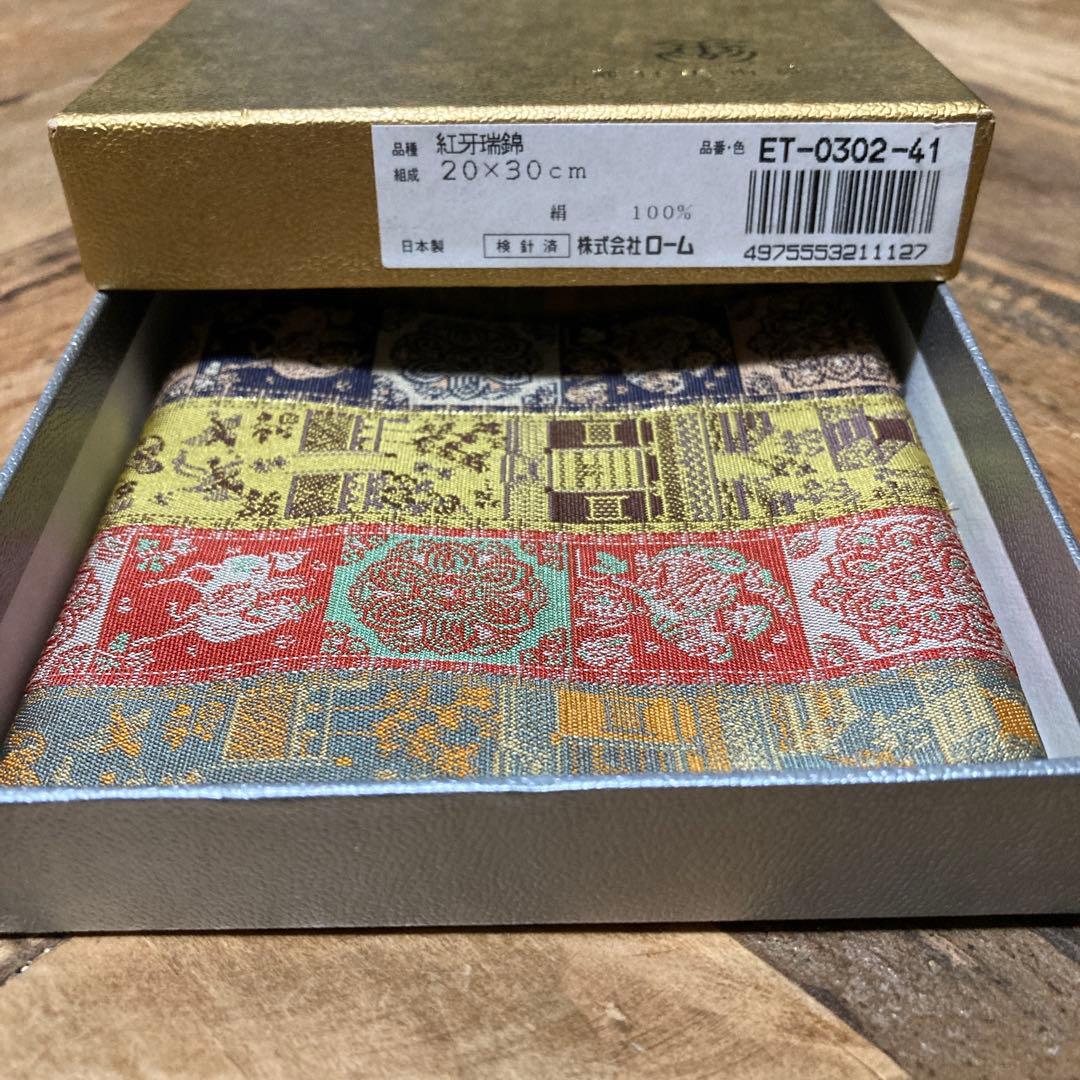 品種 紅牙瑞錦 品番・色 ET-0302-41
組成 20×30cm
絹 100%
日本製 検針済 株式会社ローム 4975553211127